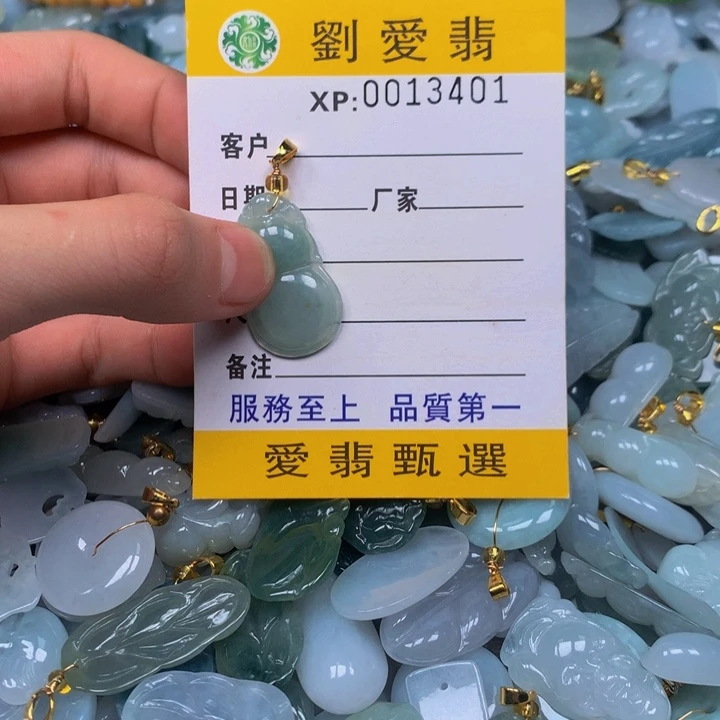 劉愛翡
XP:0013401
客户
日期 厂家
备注
服務至上 品質第一
愛翡甄選